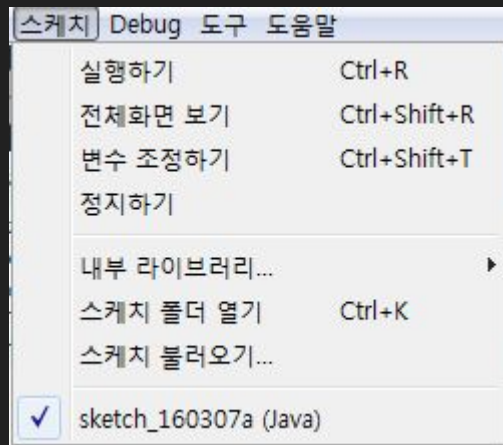 스케치 Debug 도구 도움말
실행하기 Ctrl+R
전체화면 보기 Ctrl+Shift+R
변수 조정하기 Ctrl+Shift+T
정지하기
내부 라이브러리...
스케치 폴더 열기 Ctrl+K
스케치 불러오기...
sketch_160307a (Java)